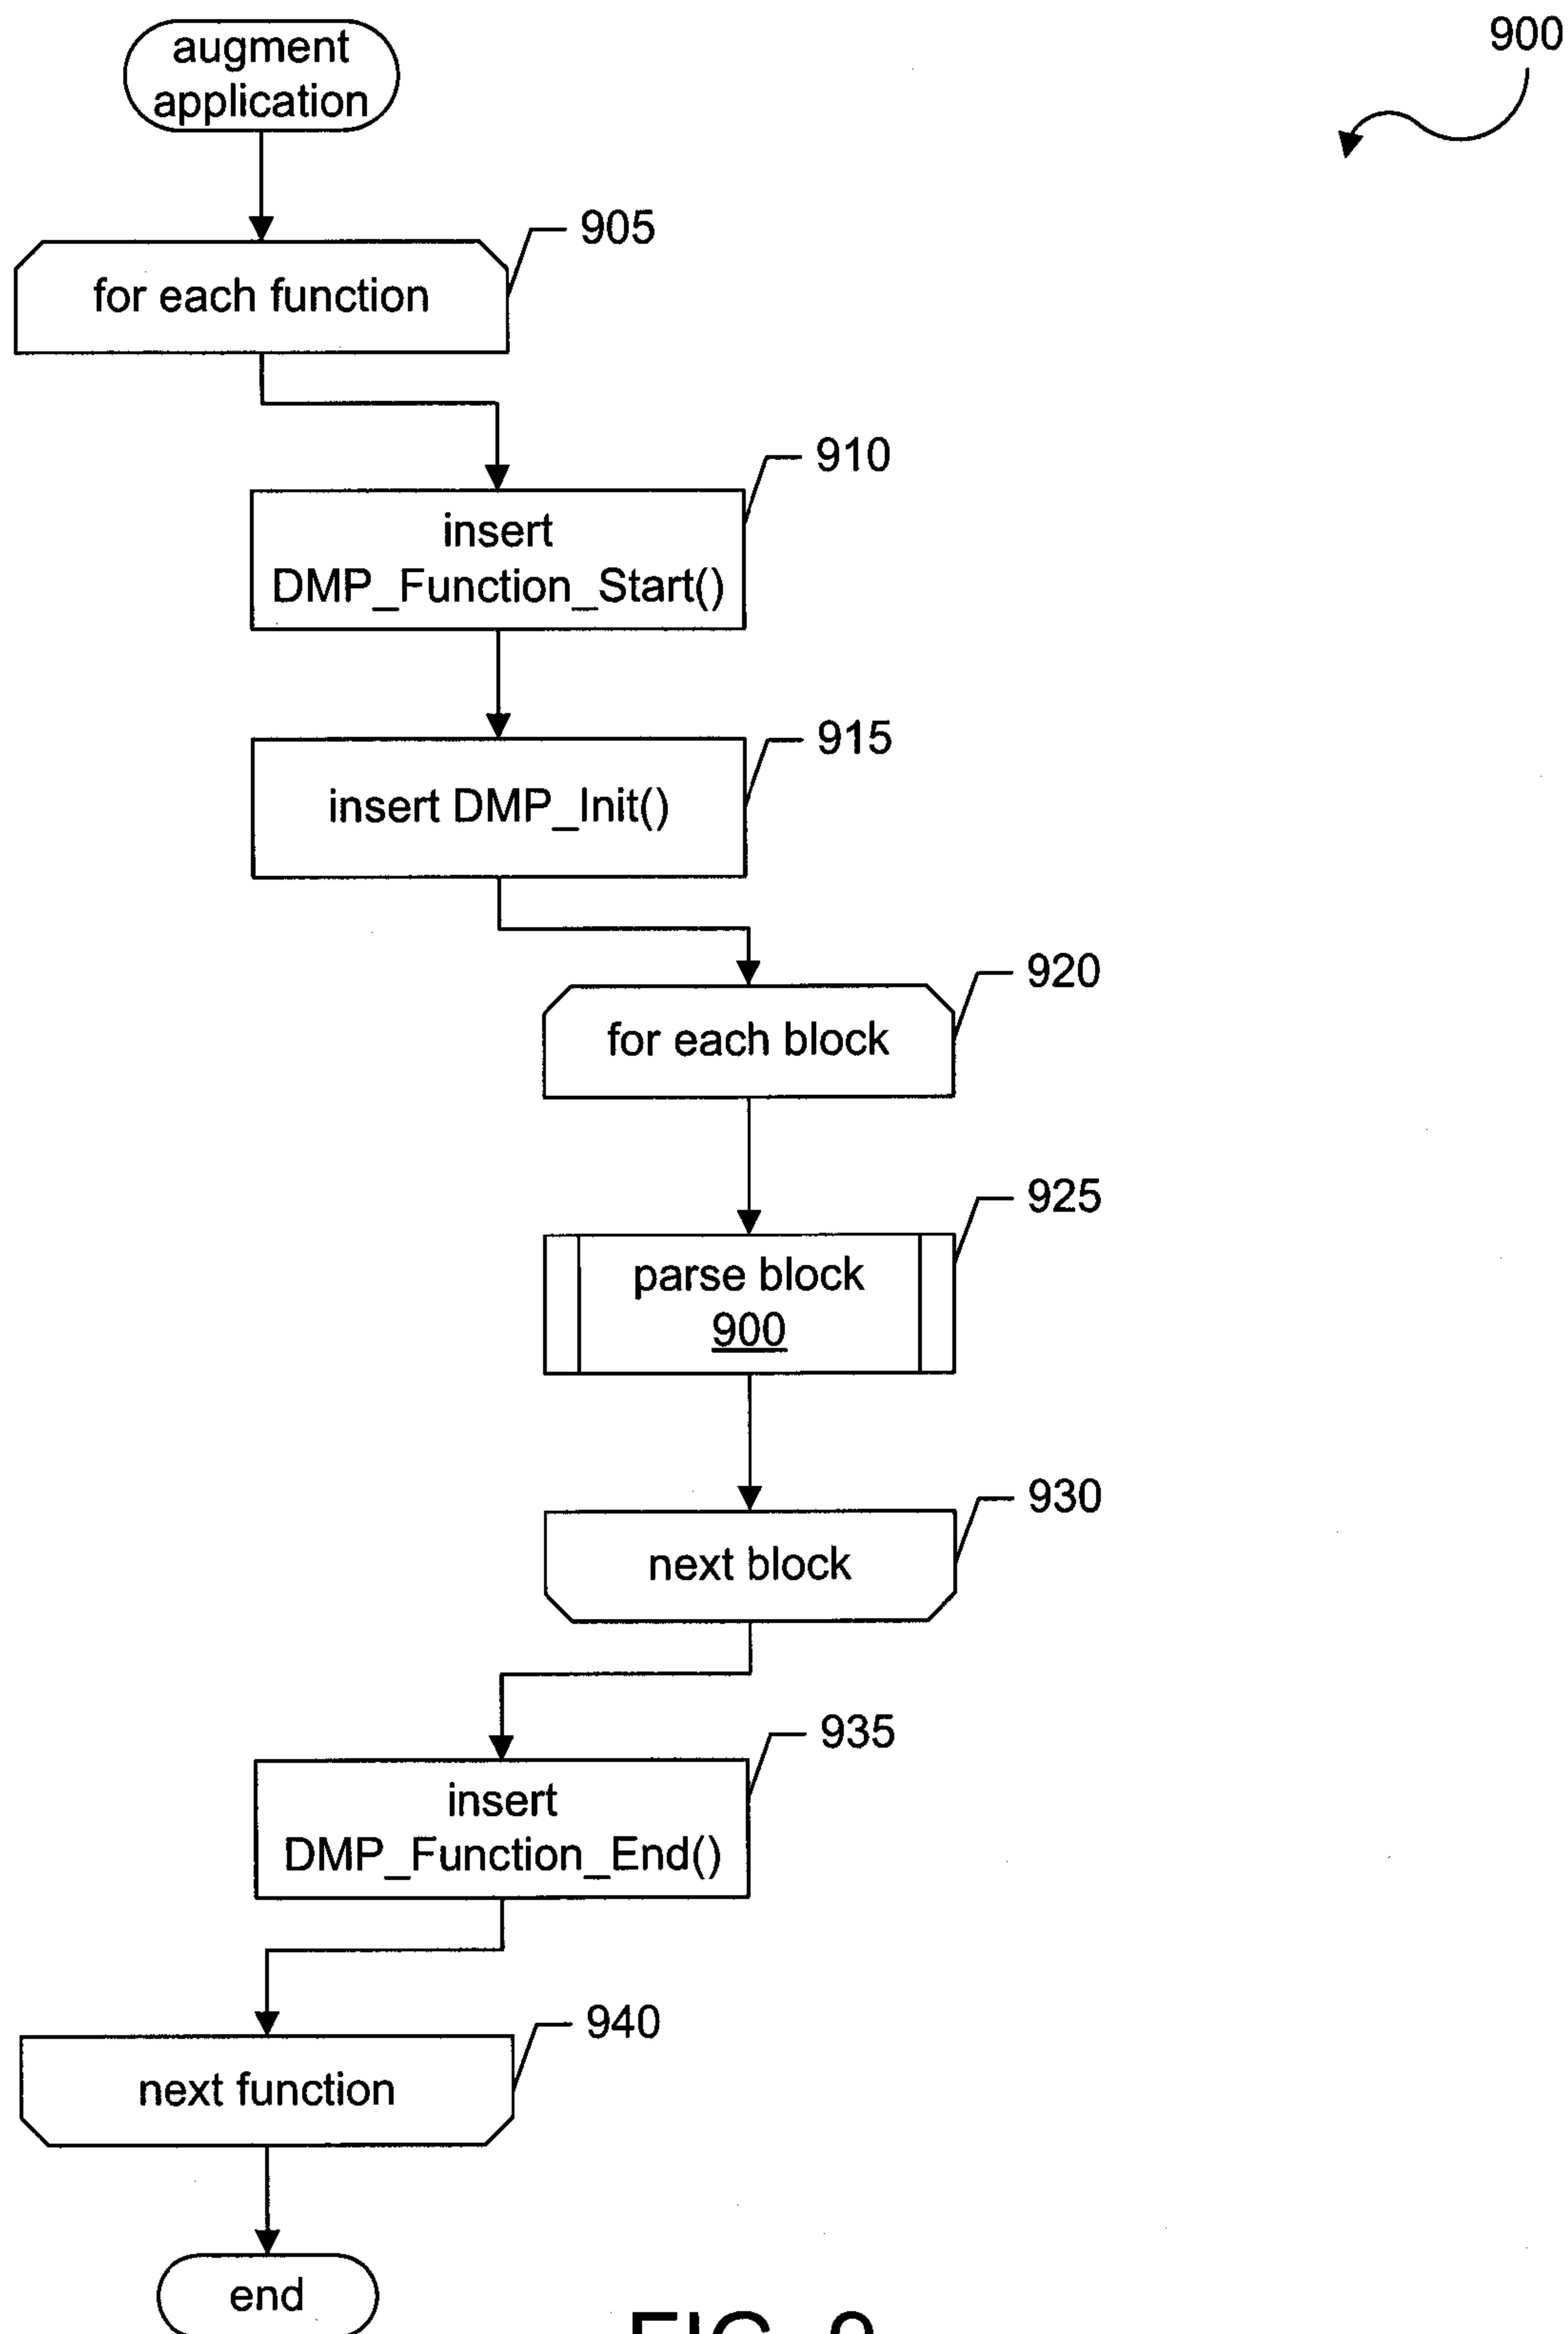 900
augment
application
905
for each function
910
insert
DMP_Function_Start()
915
insert DMP_Init()
920
for each block
925
parse block
900
930
next block
935
insert
DMP_Function_End()
940
next function
end